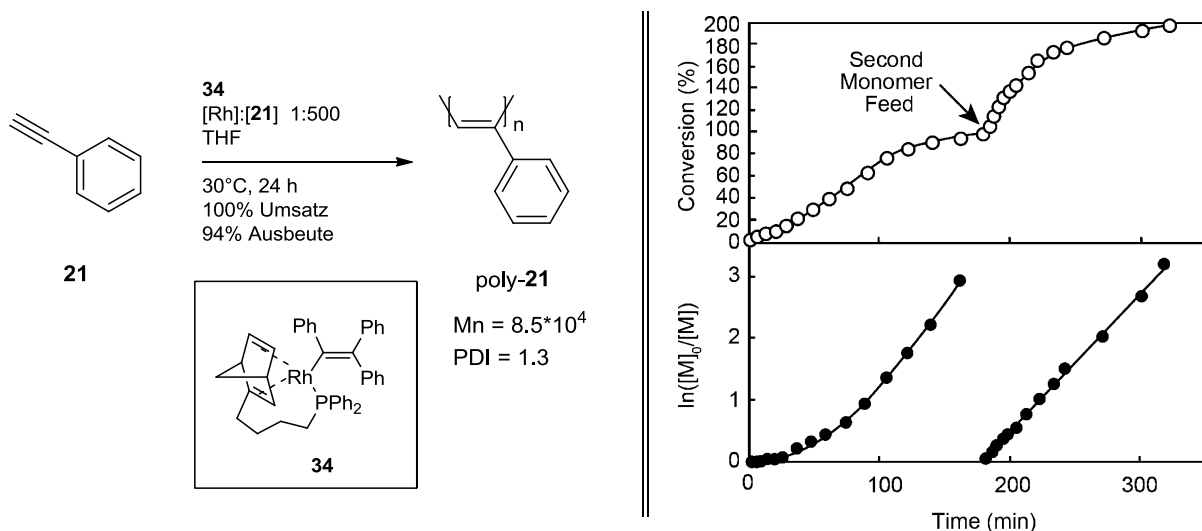 34
[Rh]:[21] 1:500
THF
30°C, 24 h
100% Umsatz
94% Ausbeute
21
n
poly-21
Mn = 8.5*10^4
PDI = 1.3
Ph
Ph
Rh
Ph
PPh2
34
Conversion (%)
200
180
160
140
120
100
80
60
40
20
0
Second
Monomer
Feed
ln([M]0/[M])
3
2
1
0
0
100
200
300
Time (min)